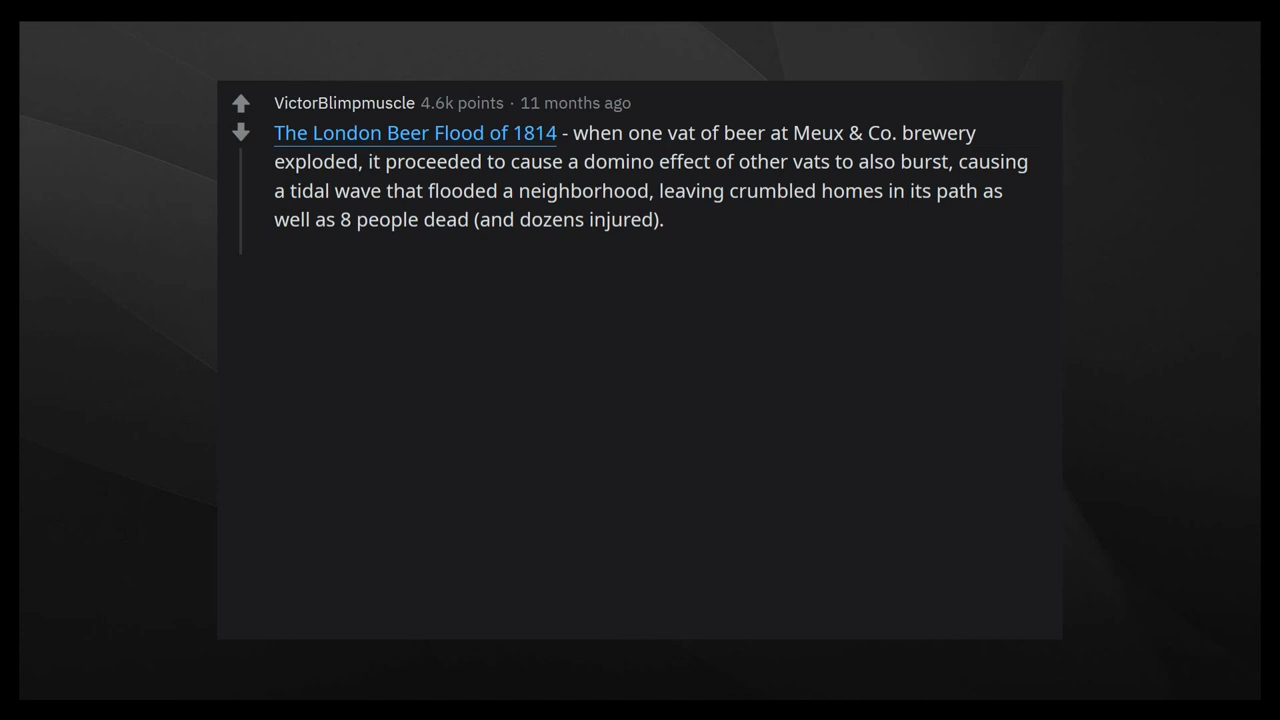 VictorBlimpmuscle 4.6k points · 11 months ago
The London Beer Flood of 1814 - when one vat of beer at Meux & Co. brewery
exploded, it proceeded to cause a domino effect of other vats to also burst, causing
a tidal wave that flooded a neighborhood, leaving crumbled homes in its path as
well as 8 people dead (and dozens injured).